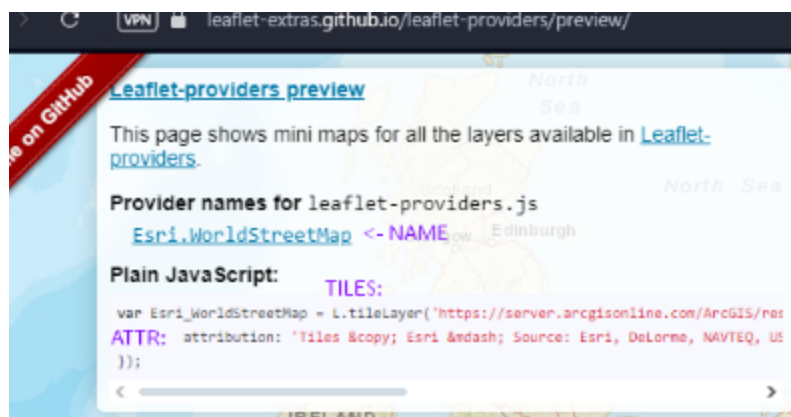 VPN leaflet-extras.github.io/leaflet-providers/preview/
on GitHub
Leaflet-providers preview
North
Sea
This page shows mini maps for all the layers available in Leaflet-
providers.
Scotland
North Sea
Provider names for leaflet-providers.js
Esri.WorldStreetMap <- NAME Edinburgh
Plain JavaScript:
TILES:
var Esri_WorldStreetMap = L.tileLayer('https://server.arcgisonline.com/ArcGIS/res
ATTR: attribution: 'Tiles &copy; Esri &mdash; Source: Esri, DeLorme, NAVTEQ, US
});
IRELAND